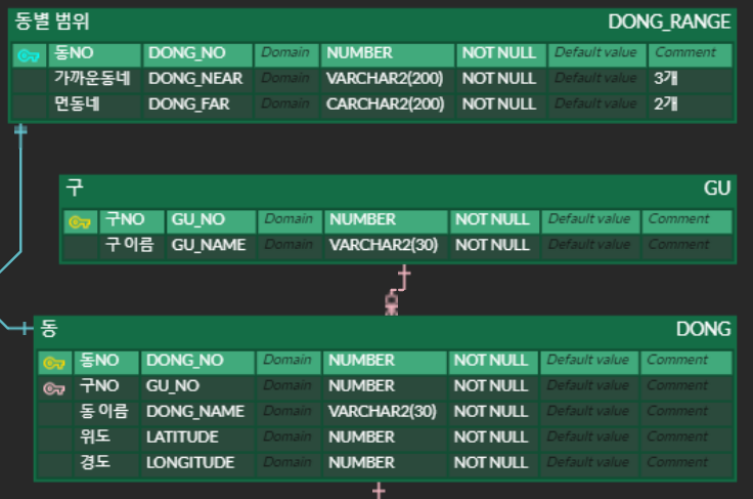 동별 범위 DONG_RANGE
동NO DONG_NO Domain NUMBER NOT NULL Default value Comment
가까운동네 DONG_NEAR Domain VARCHAR2(200) NOT NULL Default value 3개
먼동네 DONG_FAR Domain CARCHAR2(200) NOT NULL Default value 2개
구 GU
구NO GU_NO Domain NUMBER NOT NULL Default value Comment
구 이름 GU_NAME Domain VARCHAR2(30) NOT NULL Default value Comment
동 DONG
동NO DONG_NO Domain NUMBER NOT NULL Default value Comment
구NO GU_NO Domain NUMBER NOT NULL Default value Comment
동 이름 DONG_NAME Domain VARCHAR2(30) NOT NULL Default value Comment
위도 LATITUDE Domain NUMBER NOT NULL Default value Comment
경도 LONGITUDE Domain NUMBER NOT NULL Default value Comment